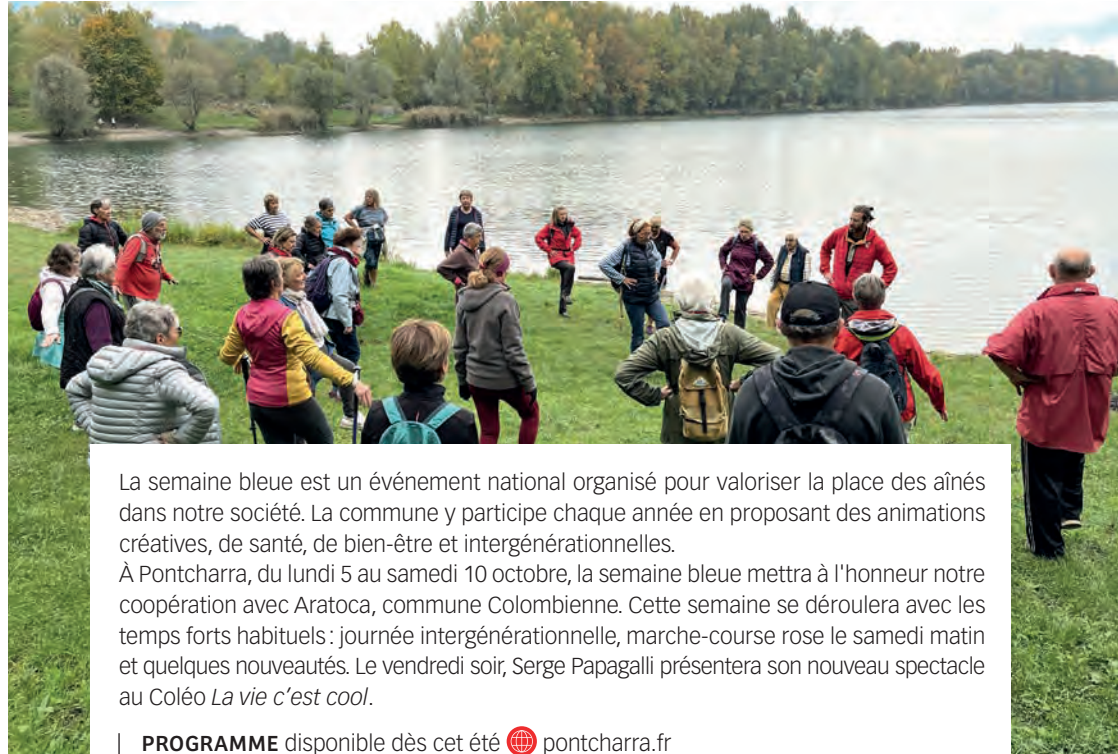 La semaine bleue est un événement national organisé pour valoriser la place des aînés
dans notre société. La commune y participe chaque année en proposant des animations
créatives, de santé, de bien-être et intergénérationnelles.
À Pontcharra, du lundi 5 au samedi 10 octobre, la semaine bleue mettra à l'honneur notre
coopération avec Aratoca, commune Colombienne. Cette semaine se déroulera avec les
temps forts habituels : journée intergénérationnelle, marche-course rose le samedi matin
et quelques nouveautés. Le vendredi soir, Serge Papagalli présentera son nouveau spectacle
au Coléo La vie c’est cool.
| PROGRAMME disponible dès cet été pontcharra.fr